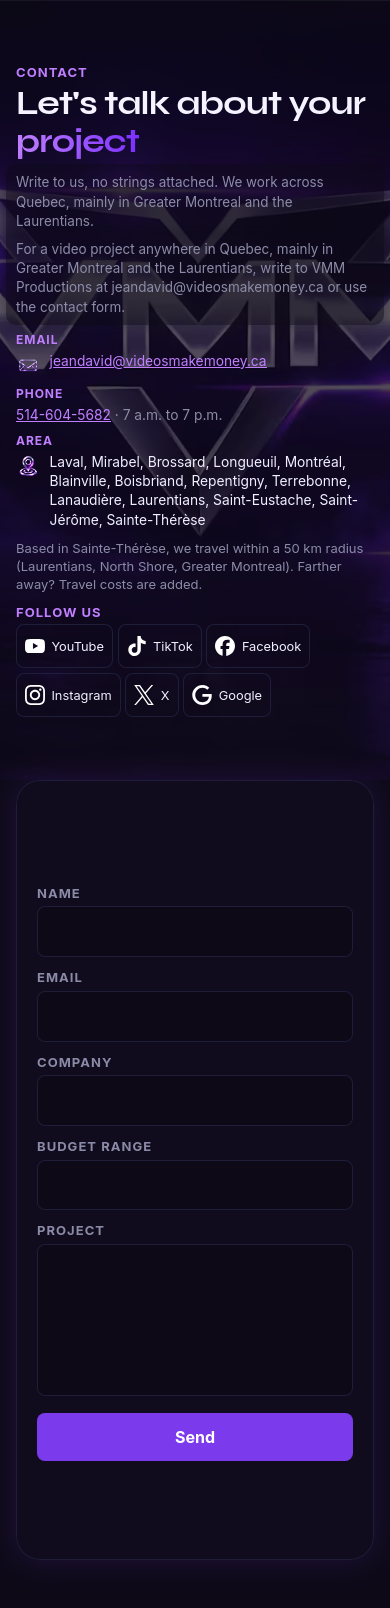 CONTACT
Let's talk about your
project
Write to us, no strings attached. We work across
Quebec, mainly in Greater Montreal and the
Laurentians.
For a video project anywhere in Quebec, mainly in
Greater Montreal and the Laurentians, write to VMM
Productions at jeandavid@videosmakemoney.ca or use
the contact form.
EMAIL
jeandavid@videosmakemoney.ca
PHONE
514-604-5682 · 7 a.m. to 7 p.m.
AREA
Laval, Mirabel, Brossard, Longueuil, Montréal,
Blainville, Boisbriand, Repentigny, Terrebonne,
Lanaudière, Laurentides, Saint-Eustache, Saint-
Jérôme, Sainte-Thérèse
Based in Sainte-Thérèse, we travel within a 50 km radius
(Laurentians, North Shore, Greater Montreal). Farther
away? Travel costs are added.
FOLLOW US
YouTube TikTok Facebook
Instagram X Google
NAME
EMAIL
COMPANY
BUDGET RANGE
PROJECT
Send
VMM